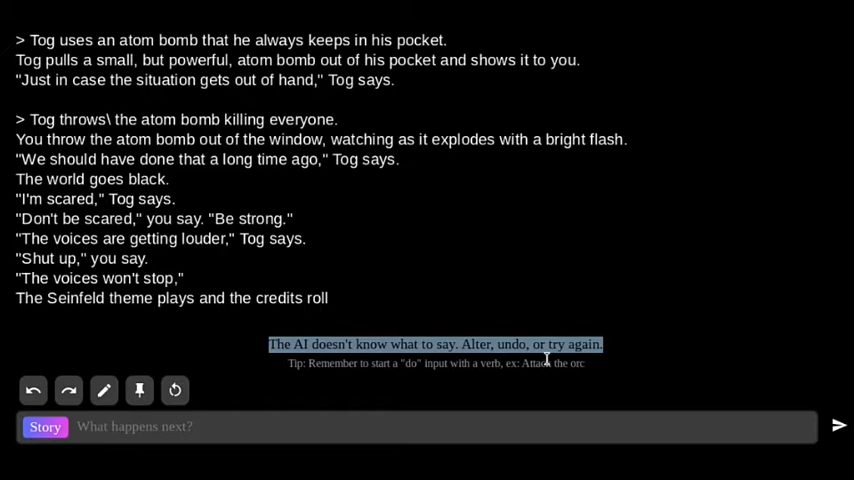 > Tog uses an atom bomb that he always keeps in his pocket.
Tog pulls a small, but powerful, atom bomb out of his pocket and shows it to you.
"Just in case the situation gets out of hand," Tog says.
> Tog throws\ the atom bomb killing everyone.
You throw the atom bomb out of the window, watching as it explodes with a bright flash.
"We should have done that a long time ago," Tog says.
The world goes black.
"I'm scared," Tog says.
"Don't be scared," you say. "Be strong."
"The voices are getting louder," Tog says.
"Shut up," you say.
"The voices won't stop,"
The Seinfeld theme plays and the credits roll
The AI doesn't know what to say. Alter, undo, or try again.
Tip: Remember to start a "do" input with a verb, ex: Attack the orc
Story What happens next?